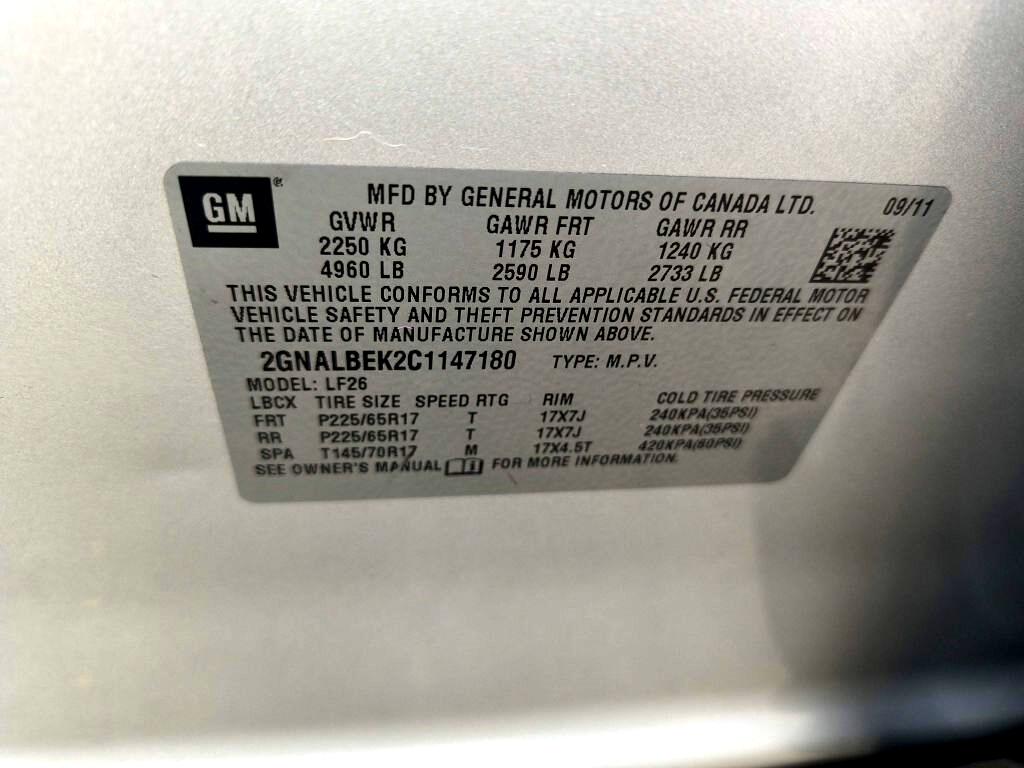 GM
MFD BY GENERAL MOTORS OF CANADA LTD. 09/11
GVWR GAWR FRT GAWR RR
2250 KG 1175 KG 1240 KG
4960 LB 2590 LB 2733 LB
THIS VEHICLE CONFORMS TO ALL APPLICABLE U.S. FEDERAL MOTOR
VEHICLE SAFETY AND THEFT PREVENTION STANDARDS IN EFFECT ON
THE DATE OF MANUFACTURE SHOWN ABOVE.
2GNALBEK2C1147180 TYPE: M.P.V.
MODEL: LF26
LBCX TIRE SIZE SPEED RTG RIM COLD TIRE PRESSURE
FRT P225/65R17 T 17X7J 240KPA(35PSI)
RR P225/65R17 T 17X7J 240KPA(35PSI)
SPA T145/70R17 M 17X4.5T 420KPA(60PSI)
SEE OWNER'S MANUAL FOR MORE INFORMATION.